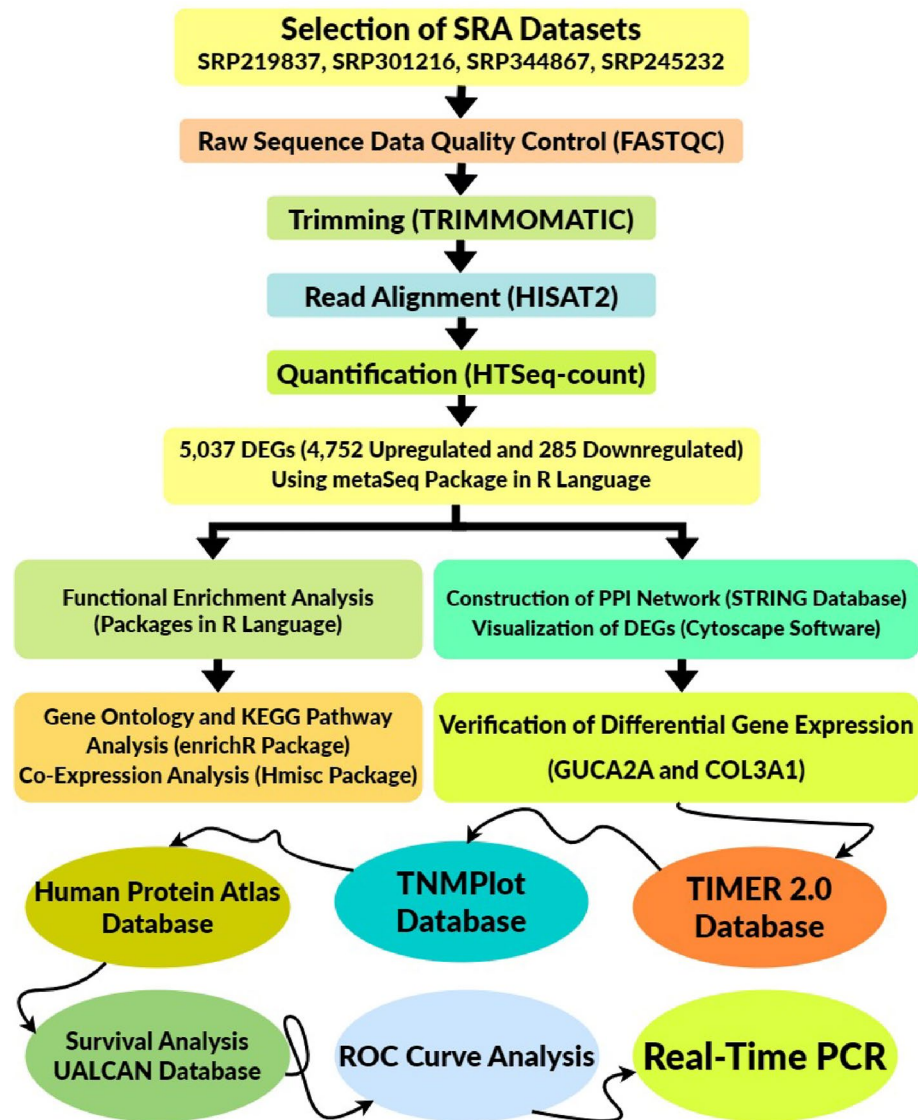 Selection of SRA Datasets
SRP219837, SRP301216, SRP344867, SRP245232
Raw Sequence Data Quality Control (FASTQC)
Trimming (TRIMMOMATIC)
Read Alignment (HISAT2)
Quantification (HTSeq-count)
5,037 DEGs (4,752 Upregulated and 285 Downregulated)
Using metaSeq Package in R Language
Functional Enrichment Analysis
(Packages in R Language)
Construction of PPI Network (STRING Database)
Visualization of DEGs (Cytoscape Software)
Gene Ontology and KEGG Pathway
Analysis (enrichR Package)
Co-Expression Analysis (Hmisc Package)
Verification of Differential Gene Expression
(GUCA2A and COL3A1)
TIMER 2.0
Database
TNMPlot
Database
Human Protein Atlas
Database
Survival Analysis
UALCAN Database
ROC Curve Analysis
Real-Time PCR